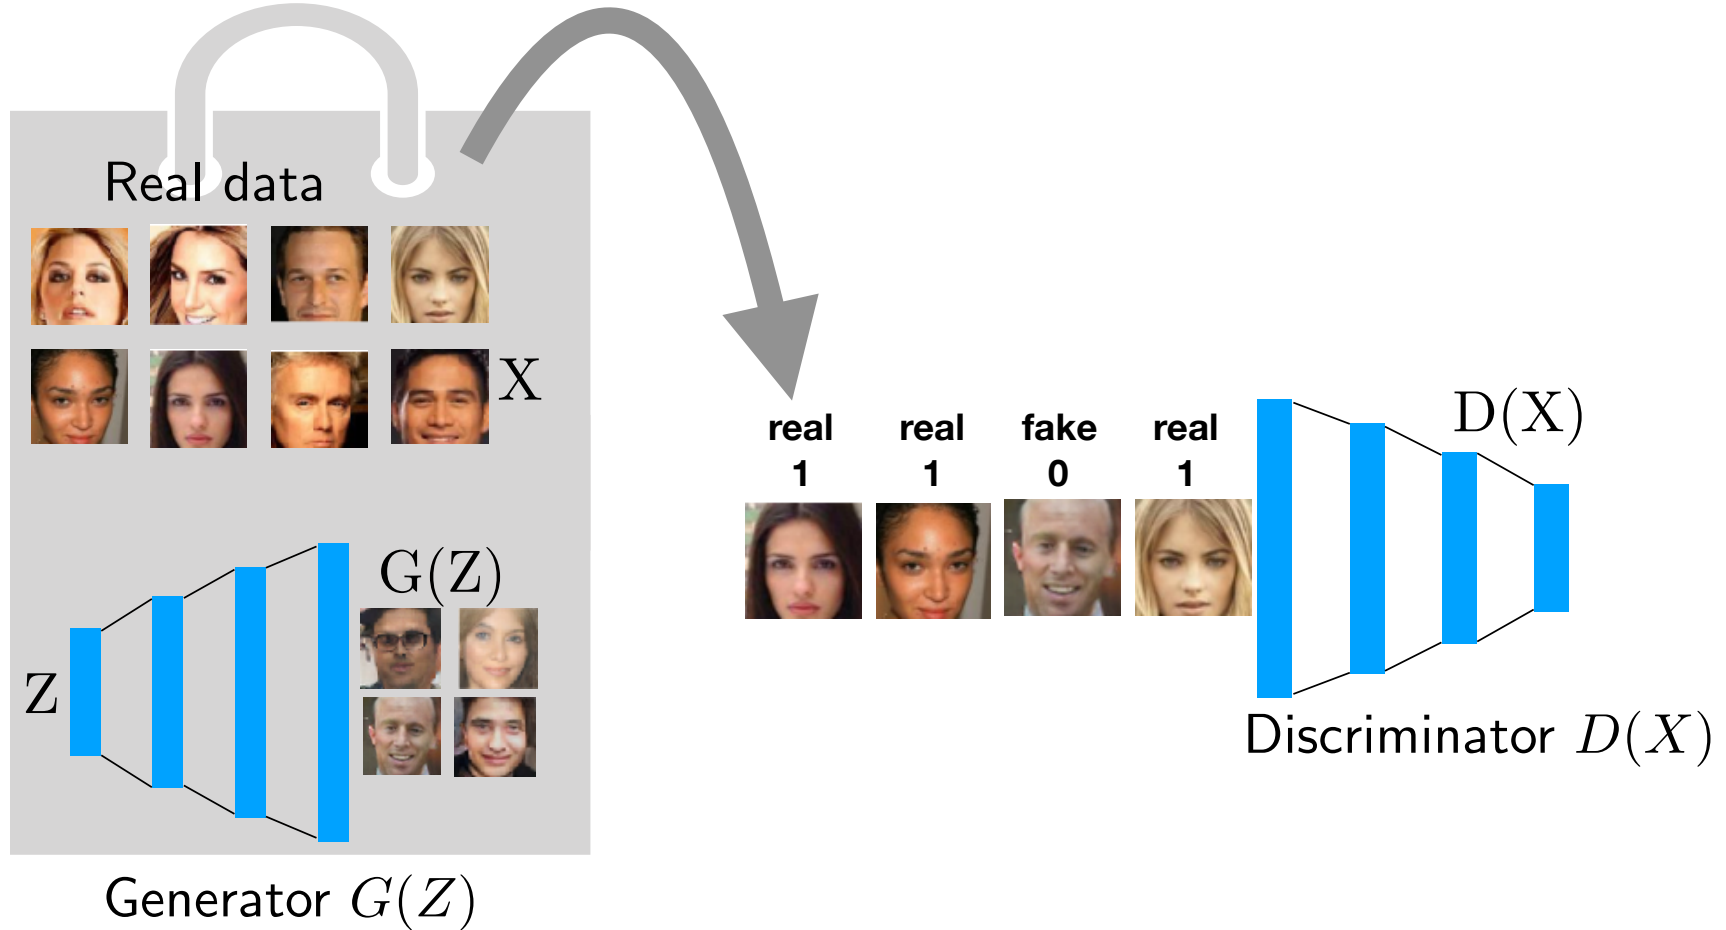 Real data
X
G(Z)
Z
Generator G(Z)
real real fake real
1 1 0 1
D(X)
Discriminator D(X)